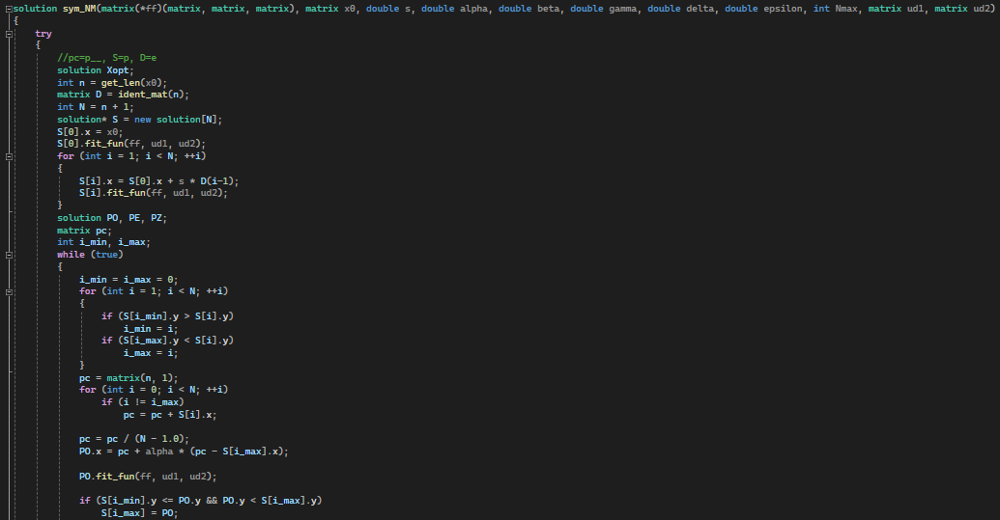 solution sym_NM(matrix(*ff)(matrix, matrix, matrix), matrix x0, double s, double alpha, double beta, double gamma, double delta, double epsilon, int Nmax, matrix ud1, matrix ud2)
{
    try
    {
        //pc=p__, S=p, D=e
        solution Xopt;
        int n = get_len(x0);
        matrix D = ident_mat(n);
        int N = n + 1;
        solution* S = new solution[N];
        S[0].x = x0;
        S[0].fit_fun(ff, ud1, ud2);
        for (int i = 1; i < N; ++i)
        {
            S[i].x = S[0].x + s * D(i-1);
            S[i].fit_fun(ff, ud1, ud2);
        }
        solution PO, PE, PZ;
        matrix pc;
        int i_min, i_max;
        while (true)
        {
            i_min = i_max = 0;
            for (int i = 1; i < N; ++i)
            {
                if (S[i_min].y > S[i].y)
                    i_min = i;
                if (S[i_max].y < S[i].y)
                    i_max = i;
            }
            pc = matrix(n, 1);
            for (int i = 0; i < N; ++i)
                if (i != i_max)
                    pc = pc + S[i].x;

            pc = pc / (N - 1.0);
            PO.x = pc + alpha * (pc - S[i_max].x);

            PO.fit_fun(ff, ud1, ud2);

            if (S[i_min].y <= PO.y && PO.y < S[i_max].y)
                S[i_max] = PO;